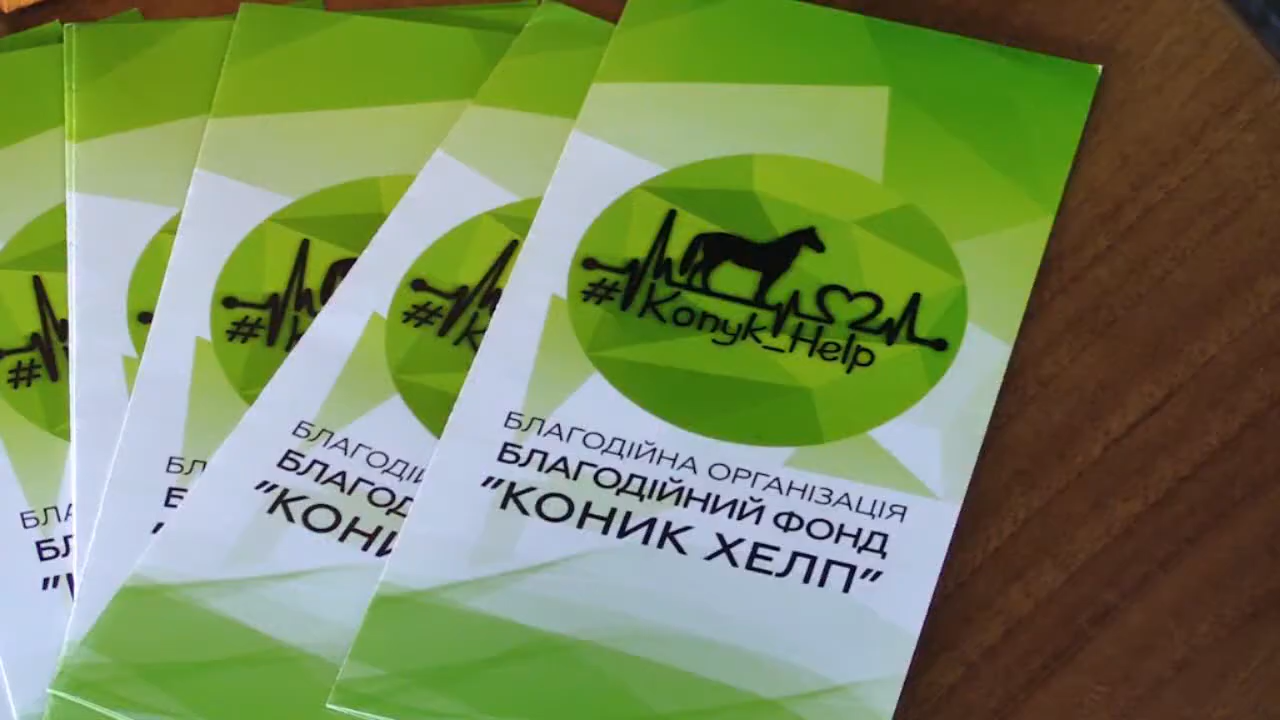 #Konyk_Help
БЛАГОДІЙНА ОРГАНІЗАЦІЯ
БЛАГОДІЙНИЙ ФОНД
"КОНИК ХЕЛП"